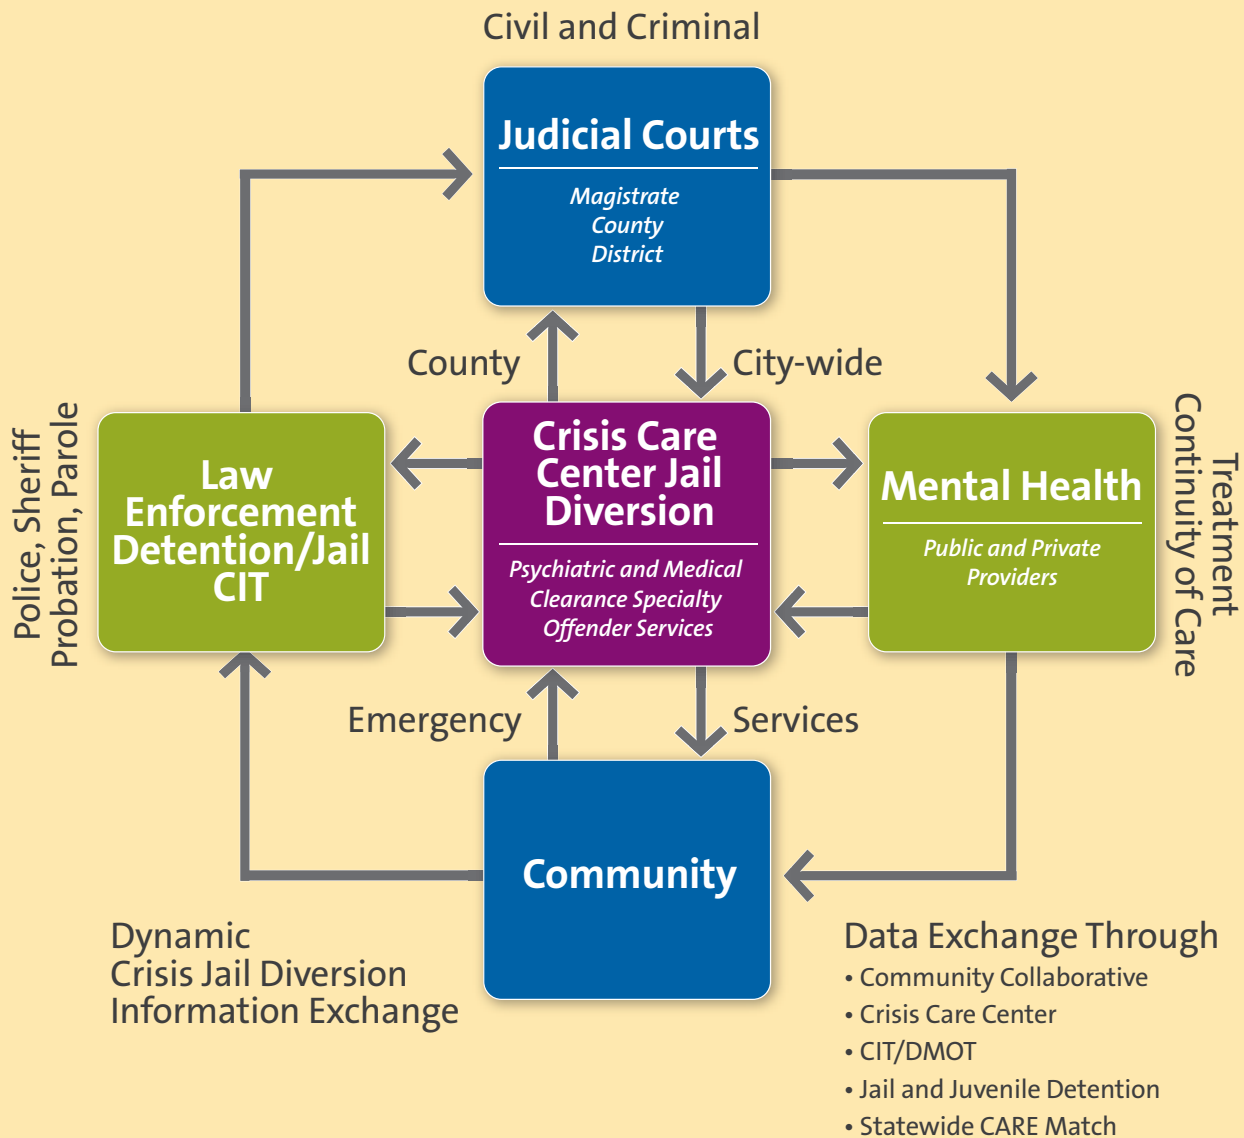 Civil and Criminal
Judicial Courts
Magistrate
County
District
County
City-wide
Police, Sheriff
Probation, Parole
Law
Enforcement
Detention/Jail
CIT
Crisis Care
Center Jail
Diversion
Psychiatric and Medical
Clearance Specialty
Offender Services
Mental Health
Public and Private
Providers
Treatment
Continuity of Care
Emergency
Services
Community
Dynamic
Crisis Jail Diversion
Information Exchange
Data Exchange Through
• Community Collaborative
• Crisis Care Center
• CIT/DMOT
• Jail and Juvenile Detention
• Statewide CARE Match